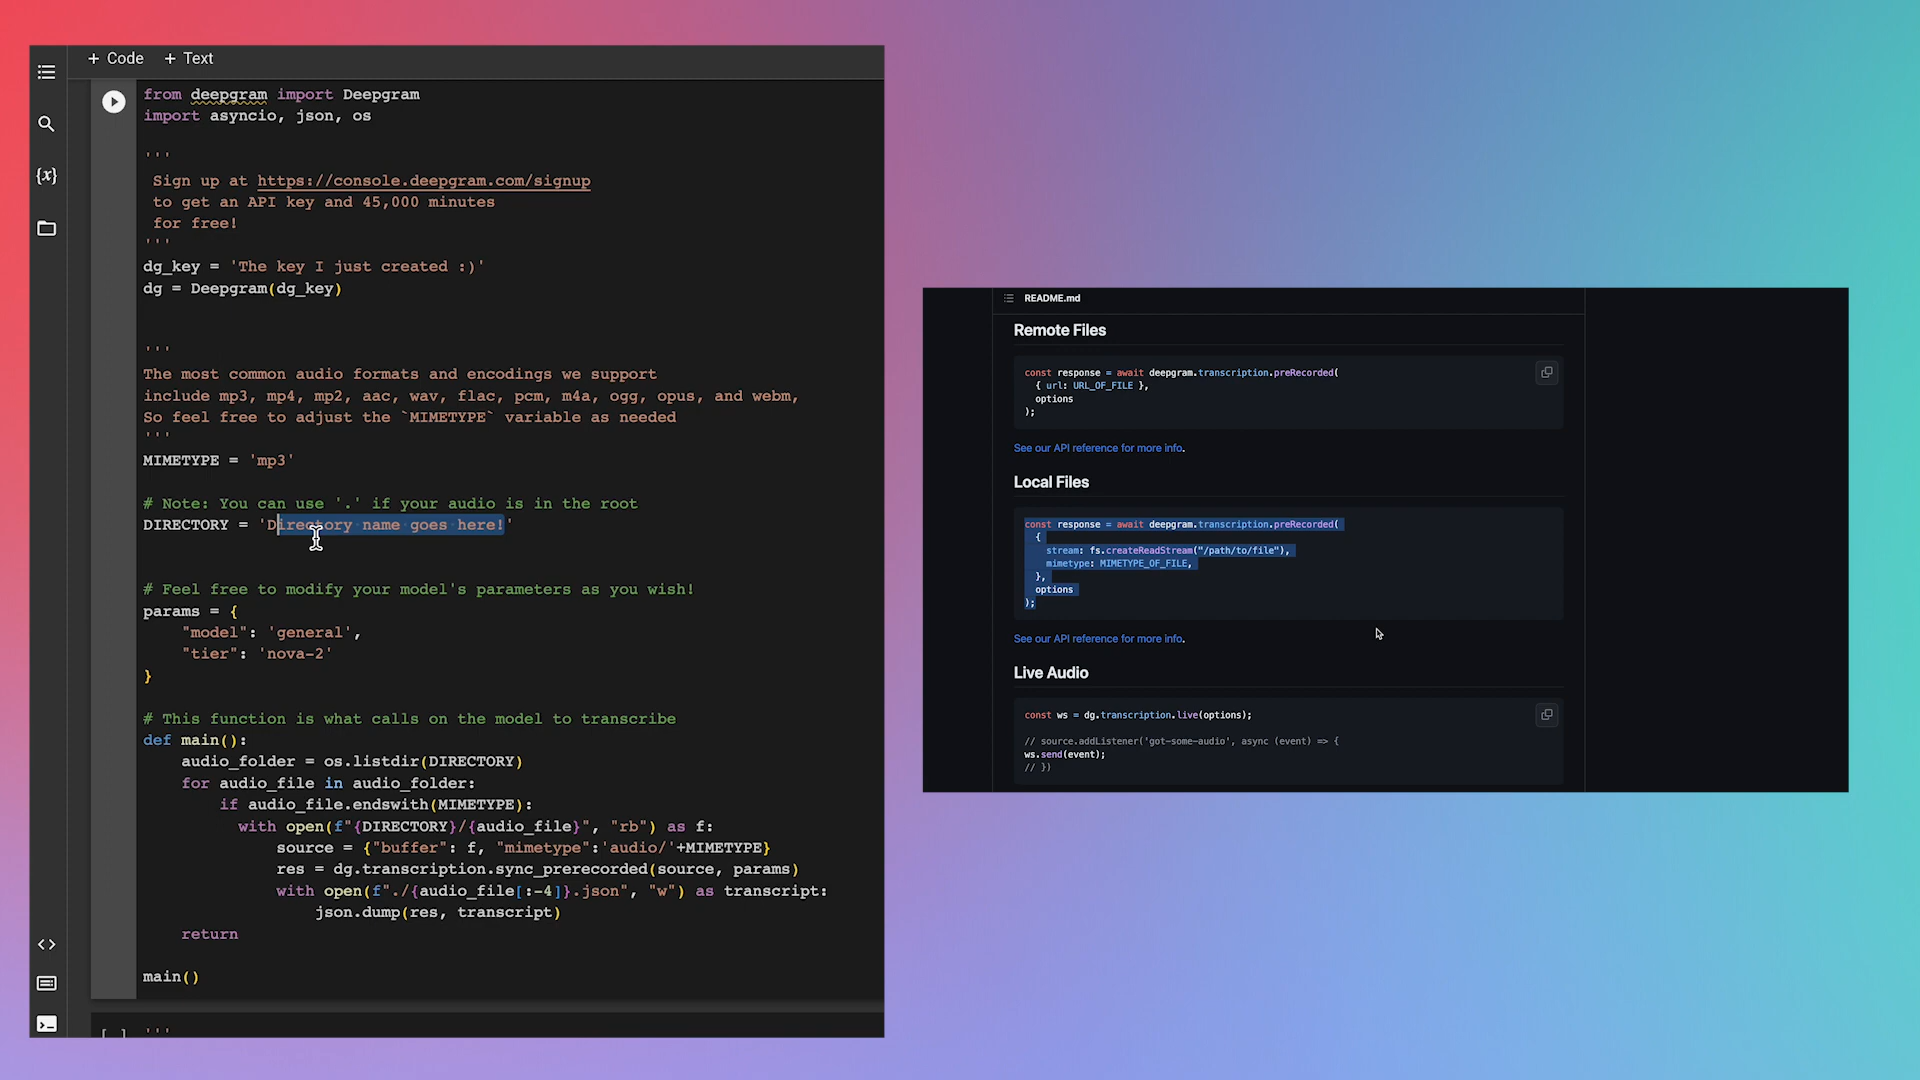 + Code + Text
from deepgram import Deepgram
import asyncio, json, os
'''
Sign up at https://console.deepgram.com/signup
to get an API key and 45,000 minutes
for free!
'''
dg_key = 'The key I just created :)'
dg = Deepgram(dg_key)
'''
The most common audio formats and encodings we support
include mp3, mp4, mp2, aac, wav, flac, pcm, m4a, ogg, opus, and webm,
So feel free to adjust the `MIMETYPE` variable as needed
'''
MIMETYPE = 'mp3'
# Note: You can use '.' if your audio is in the root
DIRECTORY = 'Directory name goes here!'
# Feel free to modify your model's parameters as you wish!
params = {
"model": 'general',
"tier": 'nova-2'
}
# This function is what calls on the model to transcribe
def main():
audio_folder = os.listdir(DIRECTORY)
for audio_file in audio_folder:
if audio_file.endswith(MIMETYPE):
with open(f"{DIRECTORY}/{audio_file}", "rb") as f:
source = {"buffer": f, "mimetype":'audio/'+MIMETYPE}
res = dg.transcription.sync_prerecorded(source, params)
with open(f"./{audio_file[:-4]}.json", "w") as transcript:
json.dump(res, transcript)
return
main()
[ ] '''
README.md
Remote Files
const response = await deepgram.transcription.preRecorded(
{ url: URL_OF_FILE },
options
);
See our API reference for more info.
Local Files
const response = await deepgram.transcription.preRecorded(
{
stream: fs.createReadStream("/path/to/file"),
mimetype: MIMETYPE_OF_FILE,
},
options
);
See our API reference for more info.
Live Audio
const ws = dg.transcription.live(options);
// source.addListener('got-some-audio', async (event) => {
ws.send(event);
// })